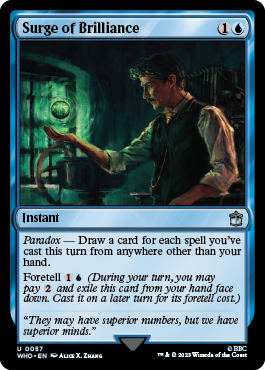 Surge of Brilliance 1
Instant
Paradox — Draw a card for each spell you've
cast this turn from anywhere other than your
hand.
Foretell 1 (During your turn, you may
pay 2 and exile this card from your hand face
down. Cast it on a later turn for its foretell cost.)
"They may have superior numbers, but we have
superior minds."
U 0057
WHO • EN Alix X. Zhang
© BBC
™ & © 2023 Wizards of the Coast